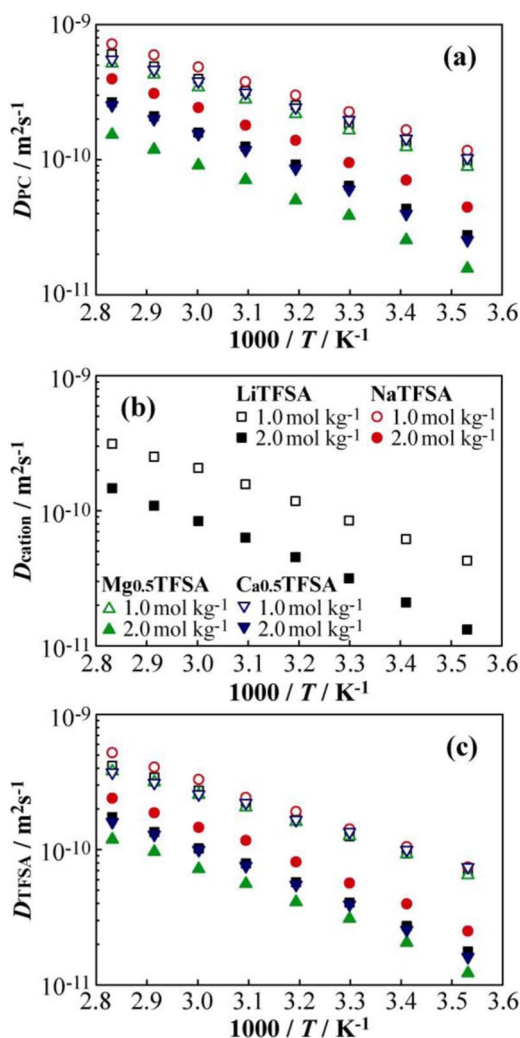 (a)
10⁻⁹
10⁻¹⁰
10⁻¹¹
DPC / m²s⁻¹
2.8 2.9 3.0 3.1 3.2 3.3 3.4 3.5 3.6
1000 / T / K⁻¹
(b)
10⁻⁹
10⁻¹⁰
10⁻¹¹
Dcation / m²s⁻¹
LiTFSA NaTFSA
1.0 mol kg⁻¹ 1.0 mol kg⁻¹
2.0 mol kg⁻¹ 2.0 mol kg⁻¹
Mg0.5TFSA Ca0.5TFSA
1.0 mol kg⁻¹ 1.0 mol kg⁻¹
2.0 mol kg⁻¹ 2.0 mol kg⁻¹
2.8 2.9 3.0 3.1 3.2 3.3 3.4 3.5 3.6
1000 / T / K⁻¹
(c)
10⁻⁹
10⁻¹⁰
10⁻¹¹
DTFSA / m²s⁻¹
2.8 2.9 3.0 3.1 3.2 3.3 3.4 3.5 3.6
1000 / T / K⁻¹